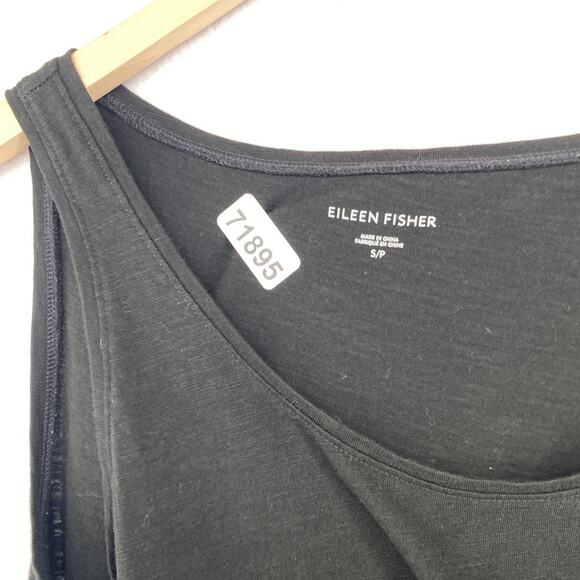 71895
EILEEN FISHER
MADE IN CHINA
FABRIQUÉ EN CHINE
S/P